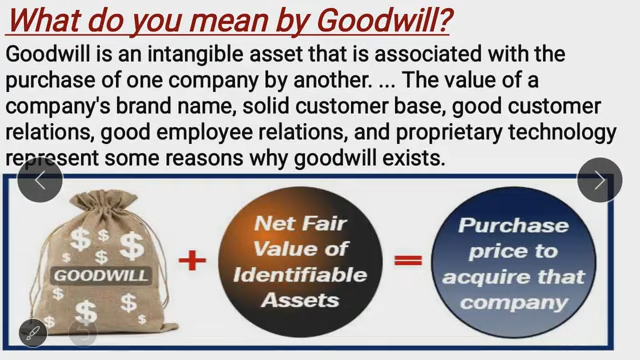 What do you mean by Goodwill?
Goodwill is an intangible asset that is associated with the
purchase of one company by another. ... The value of a
company's brand name, solid customer base, good customer
relations, good employee relations, and proprietary technology
represent some reasons why goodwill exists.
$ $ $
$ $ $
GOODWILL
+
Net Fair
Value of
Identifiable
Assets
=
Purchase
price to
acquire that
company
$ $
$ $